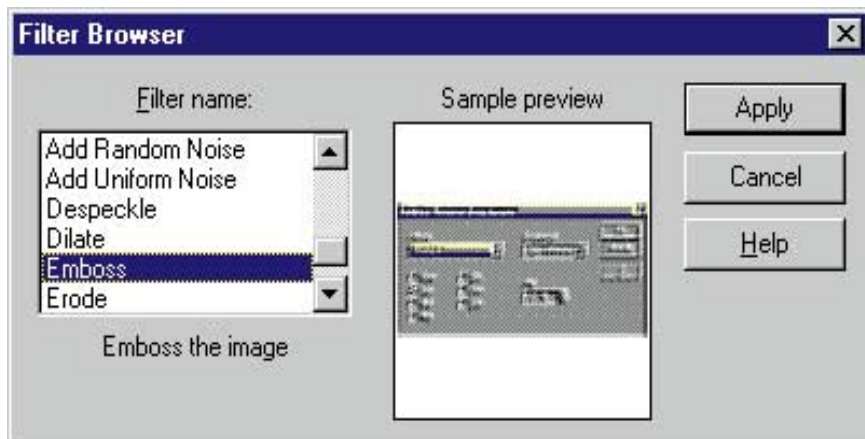 Filter Browser
Filter name:
Add Random Noise
Add Uniform Noise
Despeckle
Dilate
Emboss
Erode
Emboss the image
Sample preview
Apply
Cancel
Help